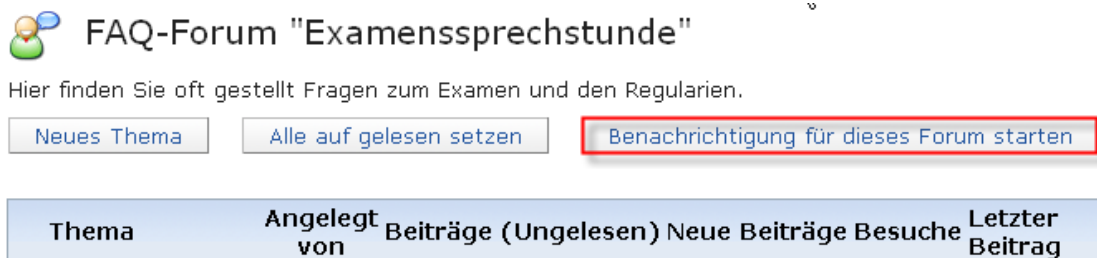 FAQ-Forum "Examenssprechstunde"
Hier finden Sie oft gestellt Fragen zum Examen und den Regularien.
Neues Thema Alle auf gelesen setzen Benachrichtigung für dieses Forum starten
Thema Angelegt von Beiträge (Ungelesen) Neue Beiträge Besuche Letzter Beitrag